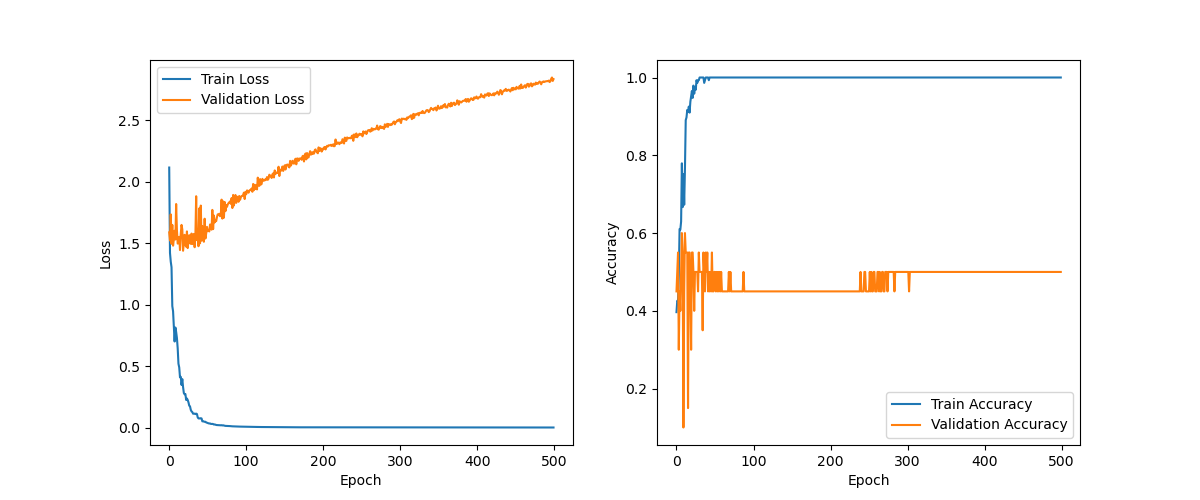 Train Loss
Validation Loss
2.5
2.0
1.5
1.0
0.5
0.0
Loss
0 100 200 300 400 500
Epoch
1.0
0.8
0.6
0.4
0.2
Accuracy
Train Accuracy
Validation Accuracy
0 100 200 300 400 500
Epoch